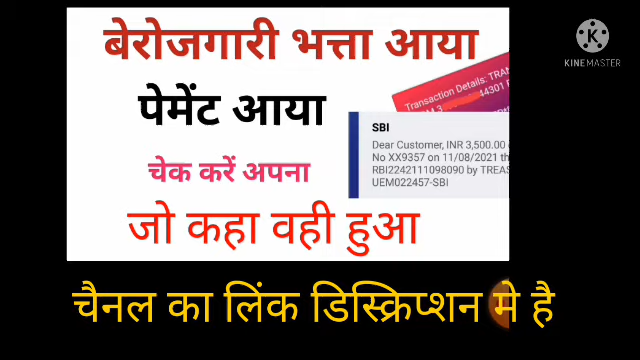 बेरोजगारी भत्ता आया
KINEMASTER
पेमेंट आया
Transaction Details:
44301
SBI
Dear Customer, INR 3,500.00
No XX9357 on 11/08/2021
RBI2242111098090 by
UEM022457-SBI
चेक करें अपना
जो कहा वही हुआ
चैनल का लिंक डिस्क्रिप्शन मे है